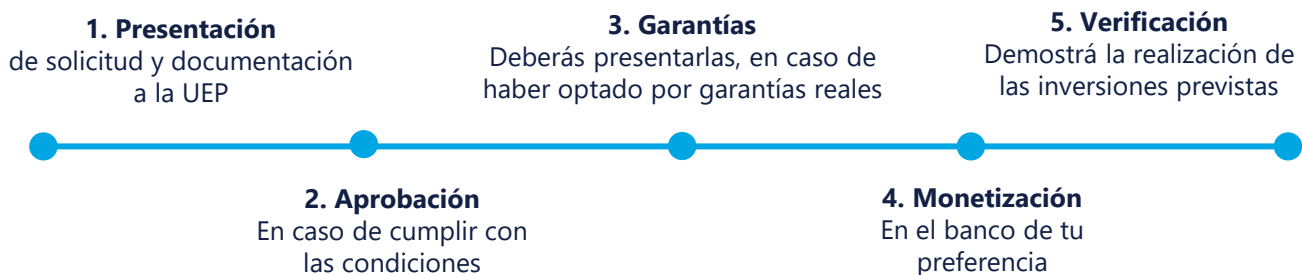 1. Presentación
de solicitud y documentación
a la UEP
2. Aprobación
En caso de cumplir con
las condiciones
3. Garantías
Deberás presentarlas, en caso de
haber optado por garantías reales
4. Monetización
En el banco de tu
preferencia
5. Verificación
Demostrá la realización de
las inversiones previstas